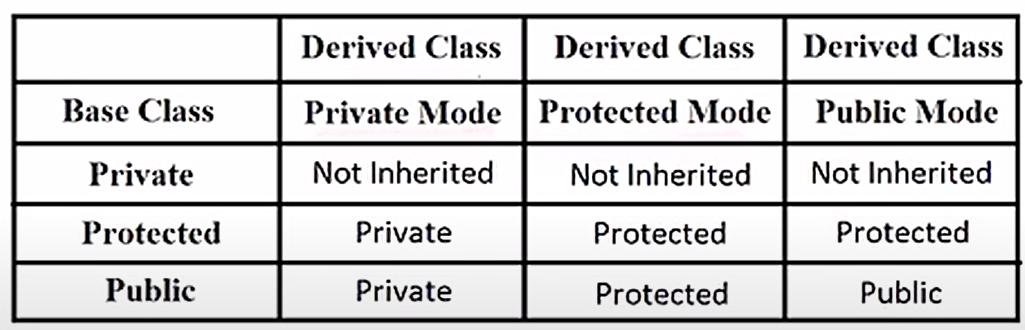 Derived Class Derived Class Derived Class
Base Class Private Mode Protected Mode Public Mode
Private Not Inherited Not Inherited Not Inherited
Protected Private Protected Protected
Public Private Protected Public